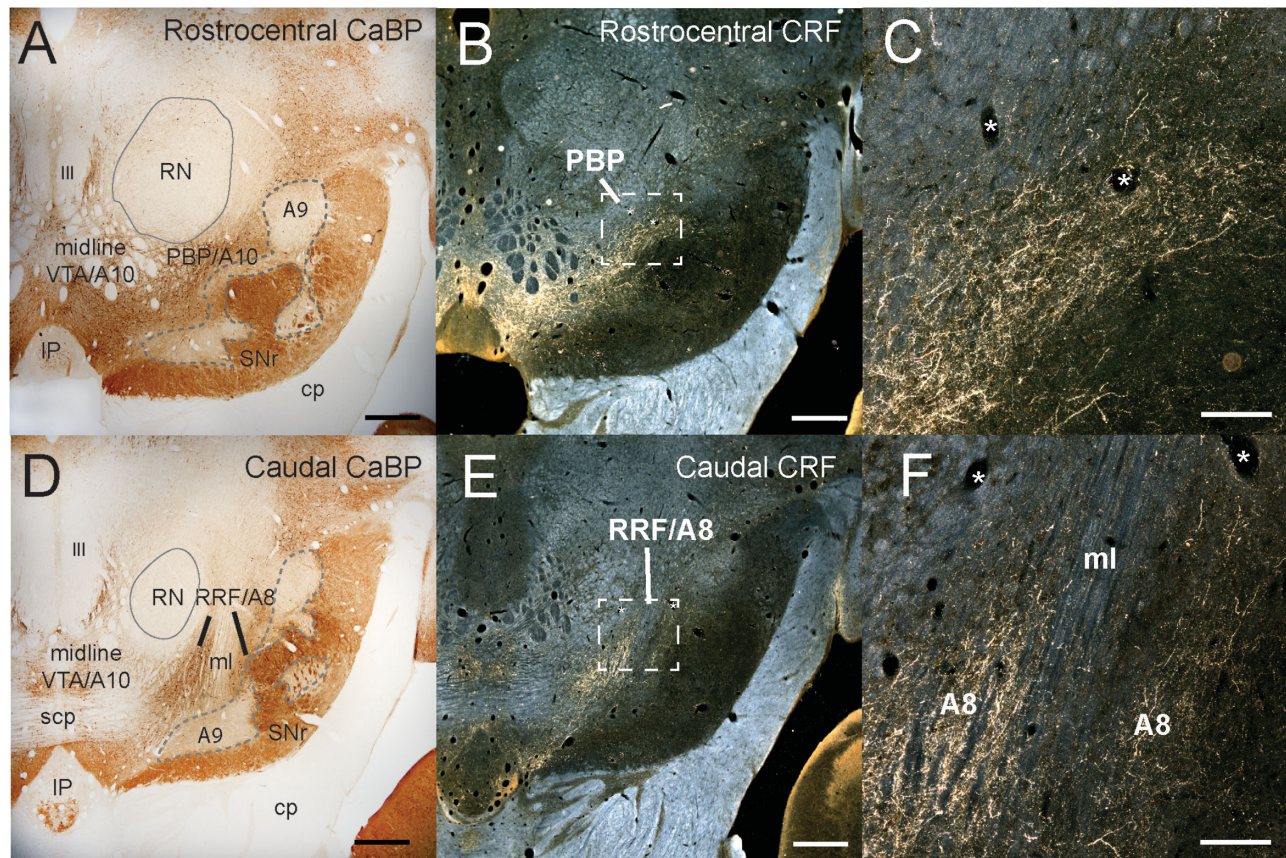 A
Rostrocentral CaBP
III
RN
A9
midline
VTA/A10
PBP/A10
IP
SNr
cp
B
Rostrocentral CRF
PBP
C
*
*
D
Caudal CaBP
III
RN
RRF/A8
midline
VTA/A10
ml
scp
A9
SNr
IP
cp
E
Caudal CRF
RRF/A8
*
*
F
*
*
ml
A8
A8